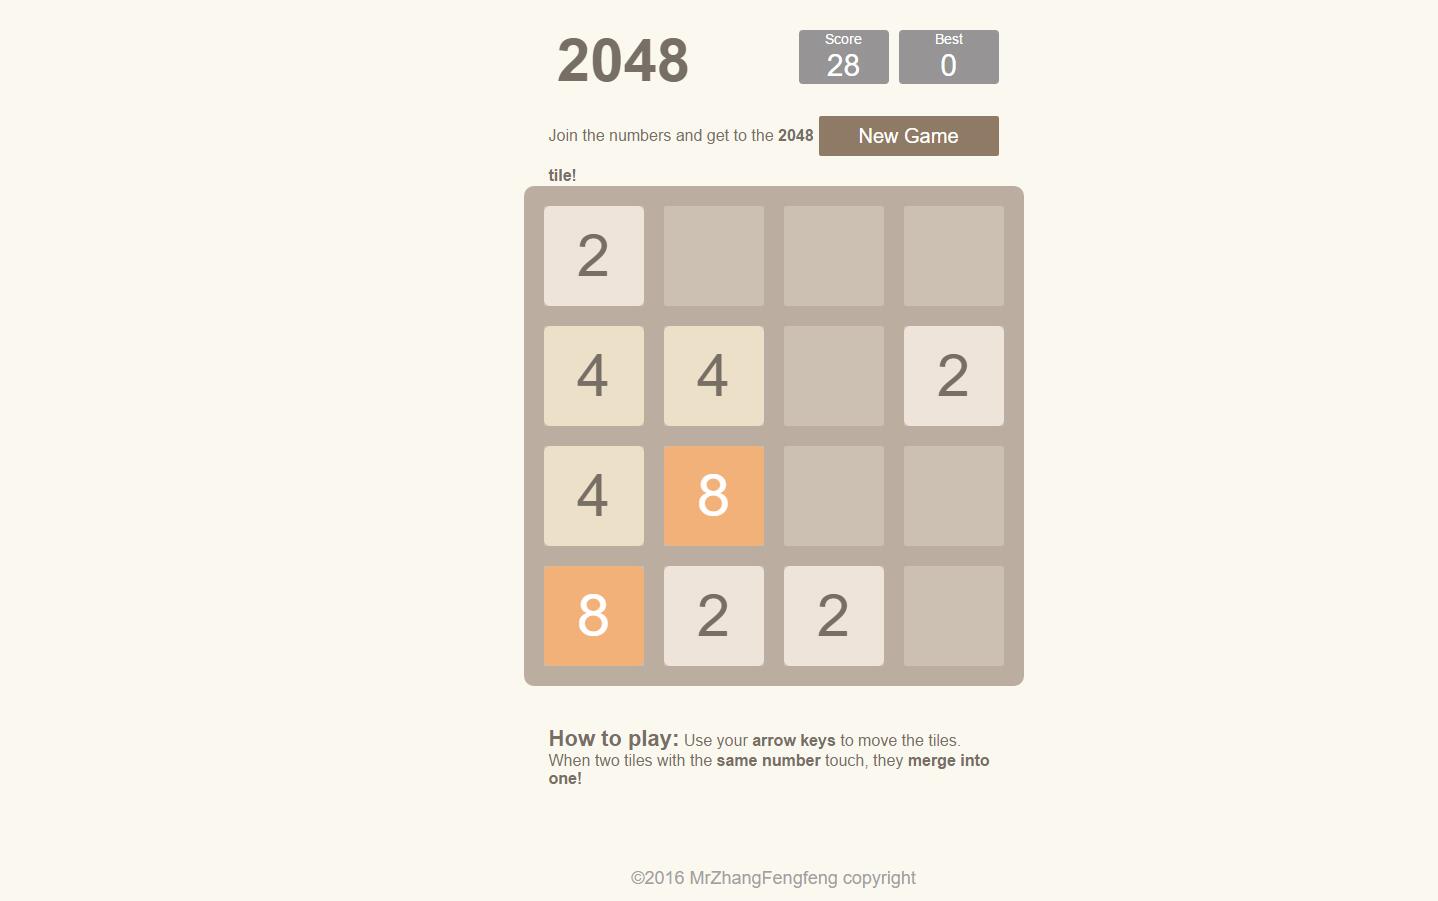 2048
Score
28
Best
0
Join the numbers and get to the 2048
tile!
New Game
2
4 4 2
4 8
8 2 2
How to play: Use your arrow keys to move the tiles.
When two tiles with the same number touch, they merge into
one!
©2016 MrZhangFengfeng copyright